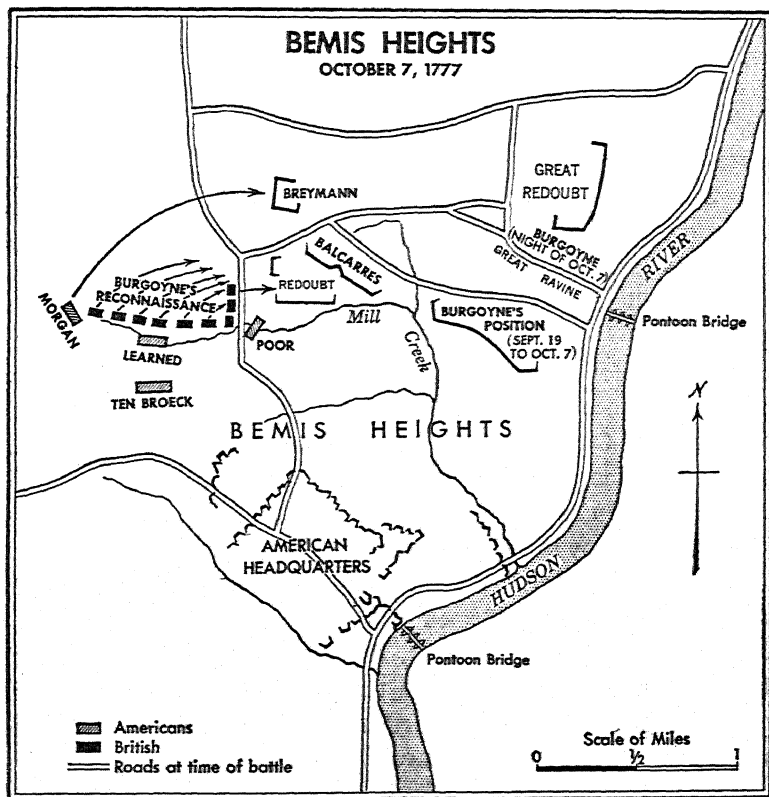 BEMIS HEIGHTS
OCTOBER 7, 1777
GREAT
REDOUBT
BREYMANN
BURGOYNE
(NIGHT OF OCT. 7)
GREAT RAVINE
RIVER
BALCARRES
BURGOYNE'S
RECONNAISSANCE
REDOUBT
MORGAN
BURGOYNE'S
POSITION
(SEPT. 19
TO OCT. 7)
Pontoon Bridge
Mill
Creek
POOR
LEARNED
TEN BROECK
N
BEMIS HEIGHTS
AMERICAN
HEADQUARTERS
HUDSON
Pontoon Bridge
Americans
British
Roads at time of battle
Scale of Miles
0 1/2 1